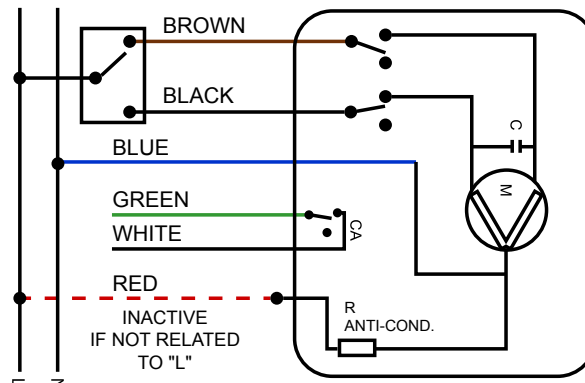 BROWN
BLACK
C
BLUE
M
GREEN
CA
WHITE
RED
INACTIVE
IF NOT RELATED
TO "L"
R
ANTI-COND.